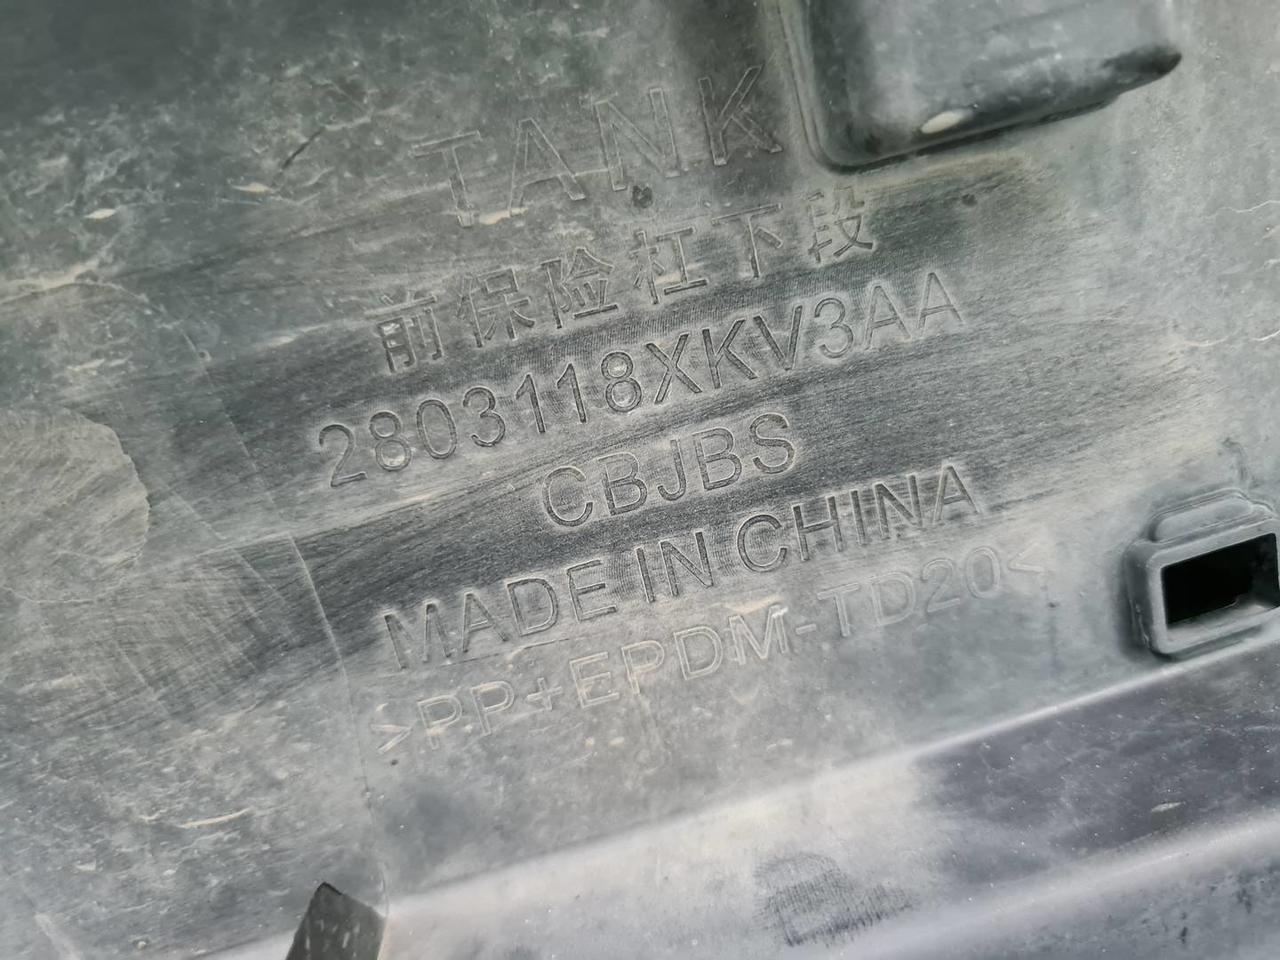 TANK
前保险杠下段
2803118XKV3AA
CBJBS
MADE IN CHINA
>PP+EPDM-TD20<